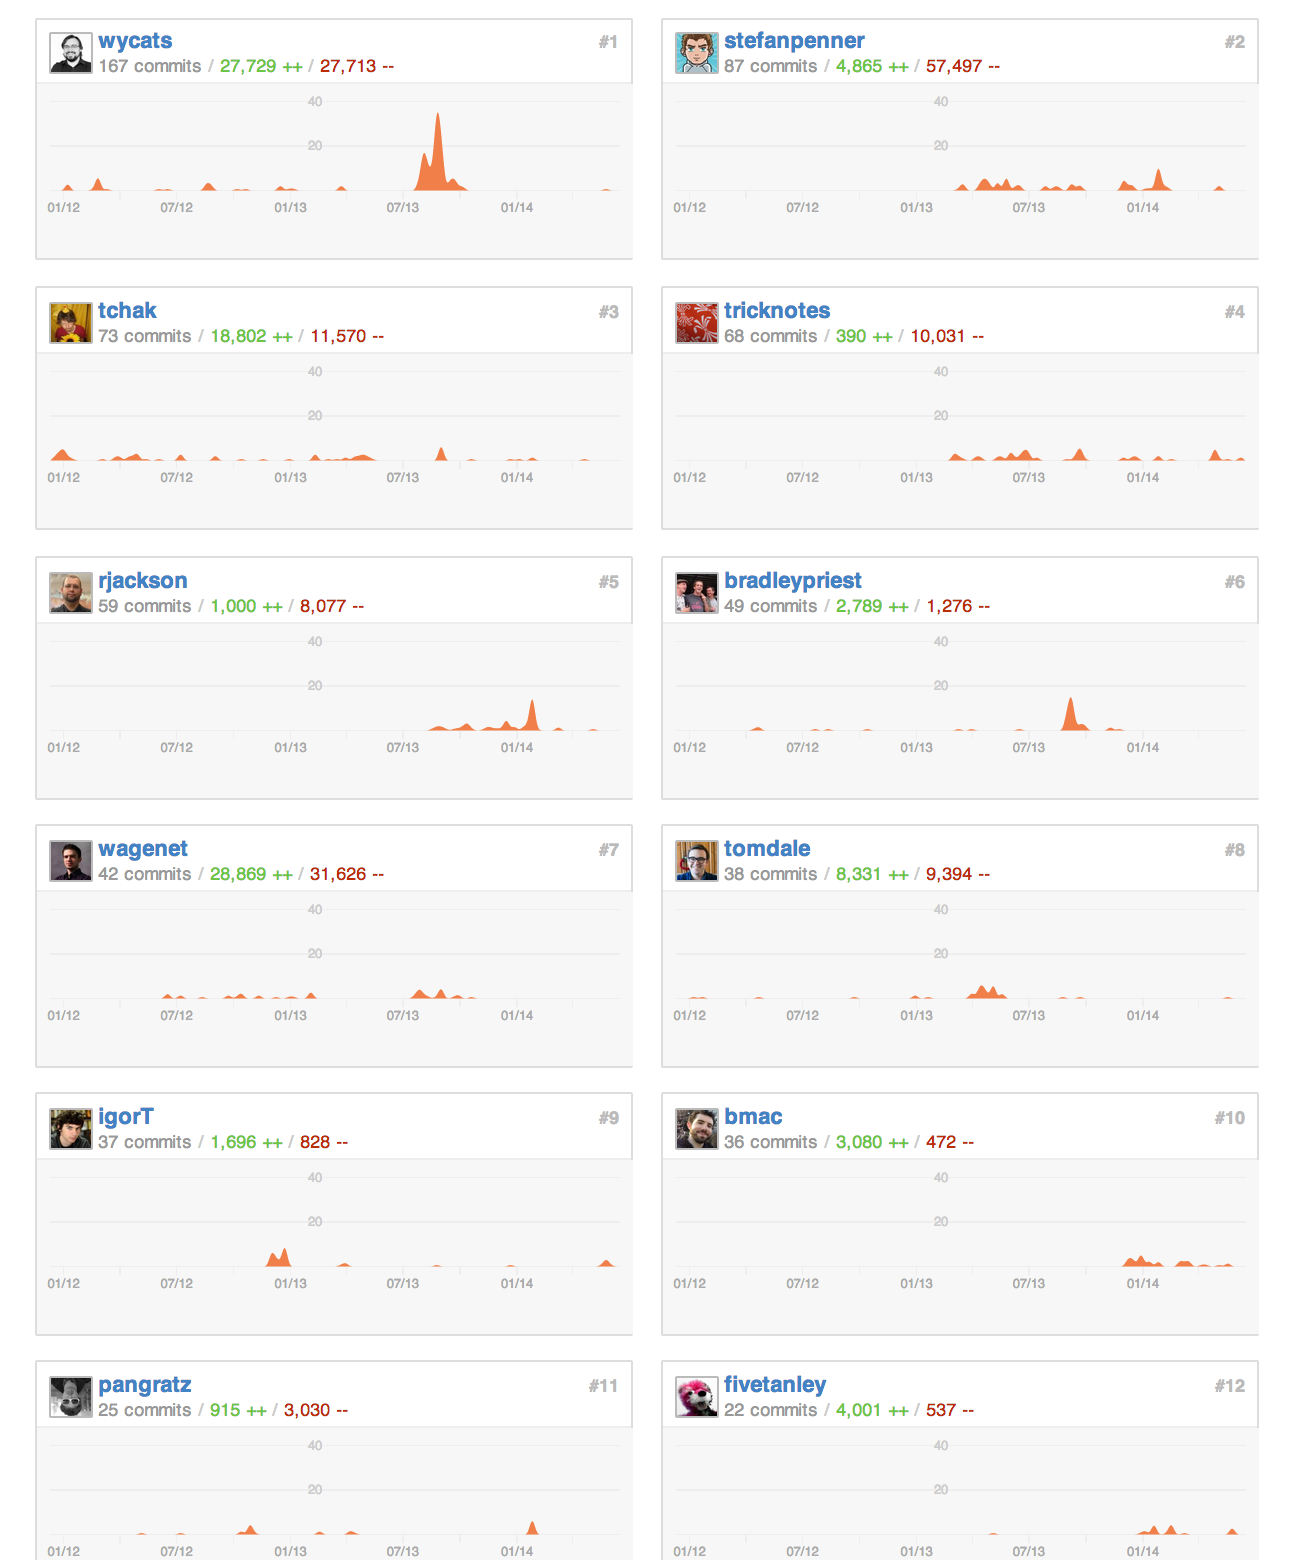 wycats #1
167 commits / 27,729 ++ / 27,713 --
40
20
01/12 07/12 01/13 07/13 01/14
stefanpenner #2
87 commits / 4,865 ++ / 57,497 --
40
20
01/12 07/12 01/13 07/13 01/14
tchak #3
73 commits / 18,802 ++ / 11,570 --
40
20
01/12 07/12 01/13 07/13 01/14
tricknotes #4
68 commits / 390 ++ / 10,031 --
40
20
01/12 07/12 01/13 07/13 01/14
rjackson #5
59 commits / 1,000 ++ / 8,077 --
40
20
01/12 07/12 01/13 07/13 01/14
bradleypriest #6
49 commits / 2,789 ++ / 1,276 --
40
20
01/12 07/12 01/13 07/13 01/14
wagenet #7
42 commits / 28,869 ++ / 31,626 --
40
20
01/12 07/12 01/13 07/13 01/14
tomdale #8
38 commits / 8,331 ++ / 9,394 --
40
20
01/12 07/12 01/13 07/13 01/14
igorT #9
37 commits / 1,696 ++ / 828 --
40
20
01/12 07/12 01/13 07/13 01/14
bmac #10
36 commits / 3,080 ++ / 472 --
40
20
01/12 07/12 01/13 07/13 01/14
pangratz #11
25 commits / 915 ++ / 3,030 --
40
20
01/12 07/12 01/13 07/13 01/14
fivetanley #12
22 commits / 4,001 ++ / 537 --
40
20
01/12 07/12 01/13 07/13 01/14